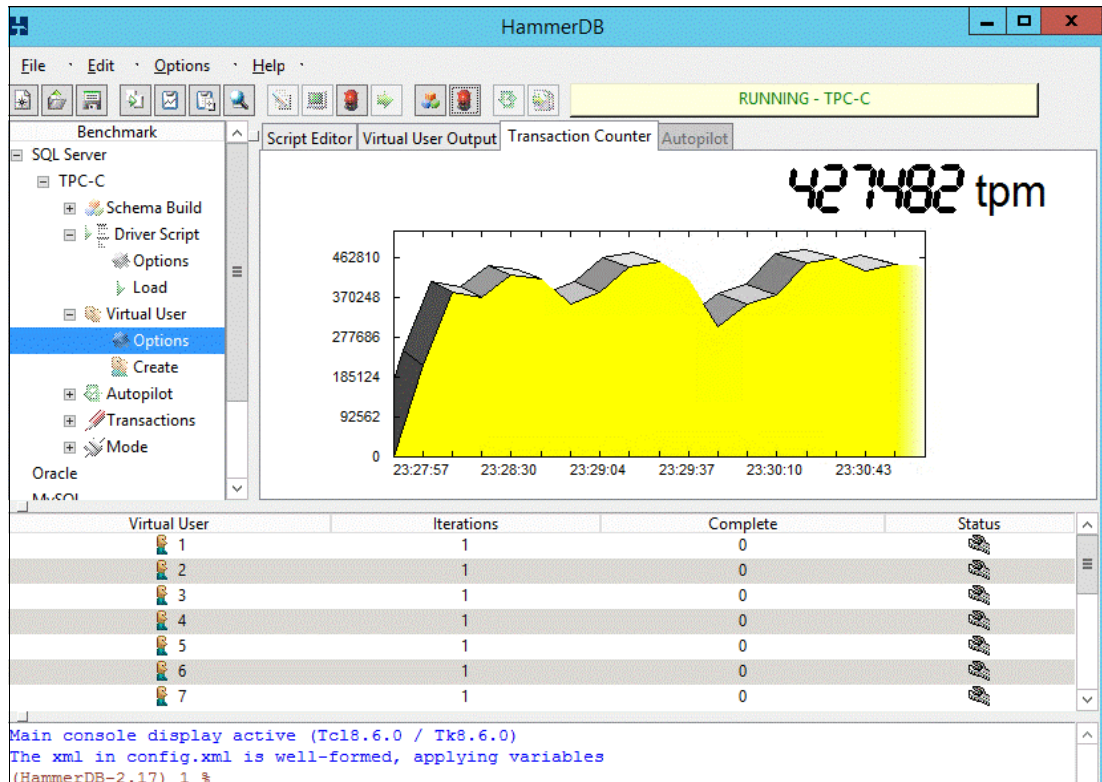 HammerDB
File Edit Options Help
RUNNING - TPC-C
Benchmark
SQL Server
TPC-C
Schema Build
Driver Script
Options
Load
Virtual User
Options
Create
Autopilot
Transactions
Mode
Oracle
MySQL
Script Editor Virtual User Output Transaction Counter Autopilot
427482 tpm
462810
370248
277686
185124
92562
0
23:27:57 23:28:30 23:29:04 23:29:37 23:30:10 23:30:43
Virtual User Iterations Complete Status
1 1 0
2 1 0
3 1 0
4 1 0
5 1 0
6 1 0
7 1 0
Main console display active (Tcl8.6.0 / Tk8.6.0)
The xml in config.xml is well-formed, applying variables
(HammerDB-2.17) 1 %